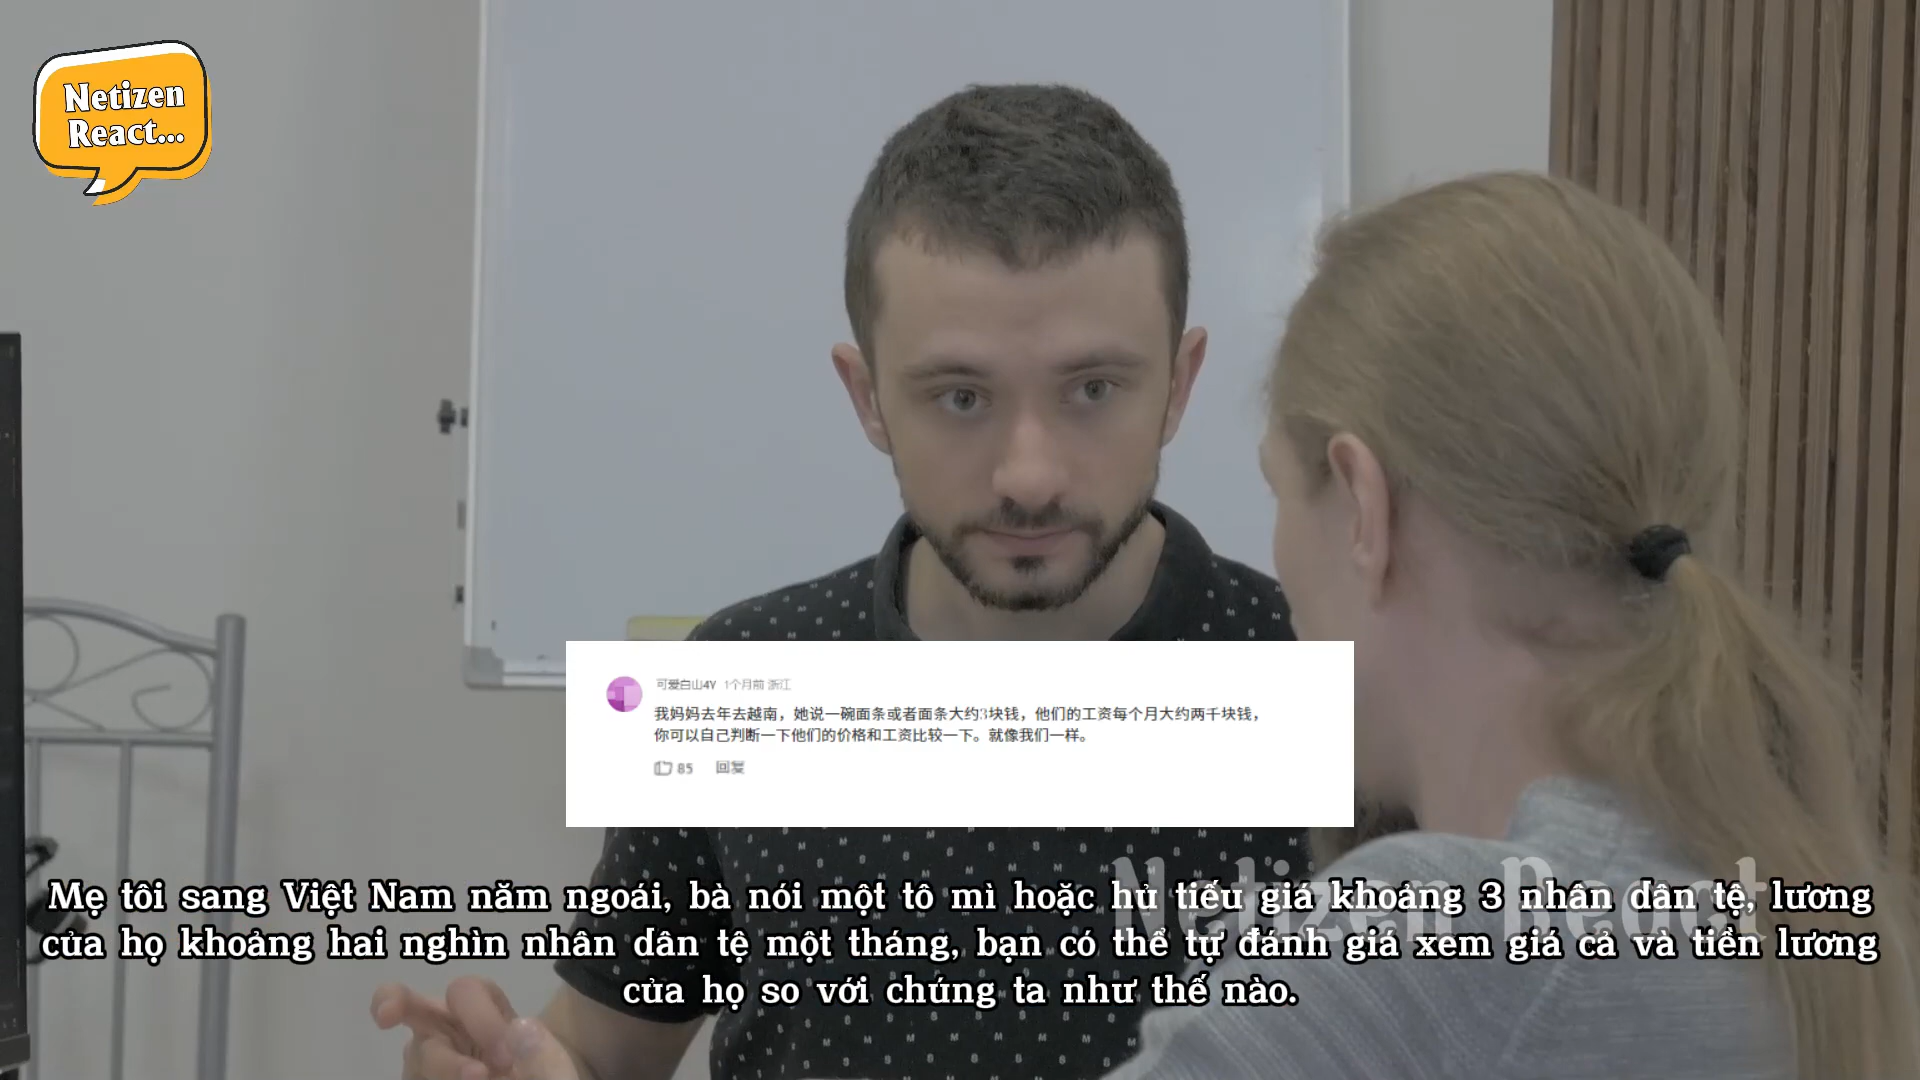 Netizen
React...
可爱白山4Y 1个月前 浙江
我妈妈去年去越南，她说一碗面条或者面条大约3块钱，他们的工资每个月大约两千块钱，
你可以自己判断一下他们的价格和工资比较一下。就像我们一样。
85 回复
Netizen React
Mẹ tôi sang Việt Nam năm ngoái, bà nói một tô mì hoặc hủ tiếu giá khoảng 3 nhân dân tệ, lương
của họ khoảng hai nghìn nhân dân tệ một tháng, bạn có thể tự đánh giá xem giá cả và tiền lương
của họ so với chúng ta như thế nào.